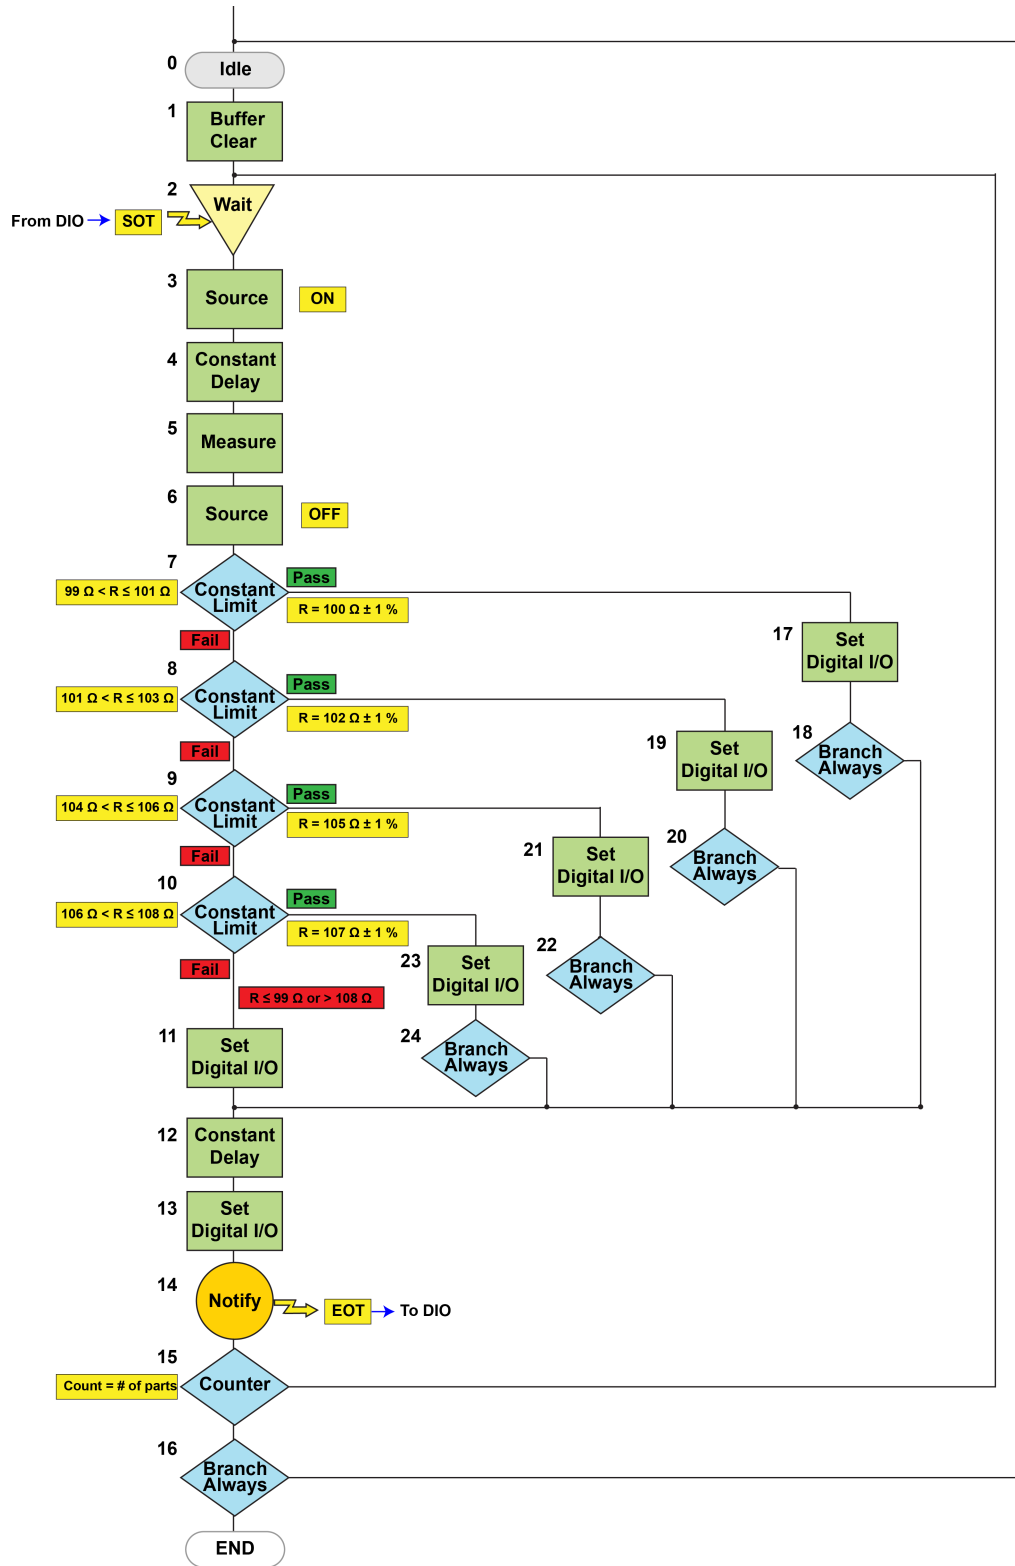 0
Idle
1
Buffer
Clear
2
Wait
From DIO
SOT
3
Source
ON
4
Constant
Delay
5
Measure
6
Source
OFF
7
99 Ω < R ≤ 101 Ω
Constant
Limit
Pass
R = 100 Ω ± 1 %
Fail
17
Set
Digital I/O
8
101 Ω < R ≤ 103 Ω
Constant
Limit
Pass
R = 102 Ω ± 1 %
Fail
18
Branch
Always
19
Set
Digital I/O
9
104 Ω < R ≤ 106 Ω
Constant
Limit
Pass
R = 105 Ω ± 1 %
Fail
20
Branch
Always
21
Set
Digital I/O
10
106 Ω < R ≤ 108 Ω
Constant
Limit
Pass
R = 107 Ω ± 1 %
Fail
22
Branch
Always
23
Set
Digital I/O
R ≤ 99 Ω or > 108 Ω
24
Branch
Always
11
Set
Digital I/O
12
Constant
Delay
13
Set
Digital I/O
14
Notify
EOT
To DIO
15
Count = # of parts
Counter
16
Branch
Always
END